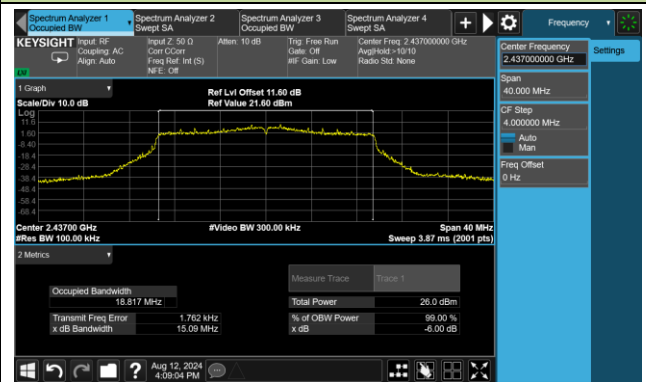 Spectrum Analyzer 1
Occupied BW
Spectrum Analyzer 2
Swept SA
Spectrum Analyzer 3
Occupied BW
Spectrum Analyzer 4
Swept SA
Frequency
KEYSIGHT
Input: RF
Coupling: AC
Align: Auto
Input Z: 50 Ω
Corr CCorr
Freq Ref: Int (S)
NFE: Off
Atten: 10 dB
Trig: Free Run
Gate: Off
#IF Gain: Low
Center Freq: 2.437000000 GHz
Avg|Hold:>10/10
Radio Std: None
Center Frequency
2.437000000 GHz
Settings
Span
40.000 MHz
CF Step
4.000000 MHz
Auto
Man
Freq Offset
0 Hz
1 Graph
Scale/Div 10.0 dB
Ref Lvl Offset 11.60 dB
Ref Value 21.60 dBm
Log
11.6
1.60
-8.40
-18.4
-28.4
-38.4
-48.4
-58.4
-68.4
Center 2.43700 GHz
#Res BW 100.00 kHz
#Video BW 300.00 kHz
Span 40 MHz
Sweep 3.87 ms (2001 pts)
2 Metrics
Measure Trace
Trace 1
Occupied Bandwidth
18.817 MHz
Total Power
26.0 dBm
Transmit Freq Error
1.762 kHz
% of OBW Power
99.00 %
x dB Bandwidth
15.09 MHz
x dB
-6.00 dB
?
Aug 12, 2024
4:09:04 PM